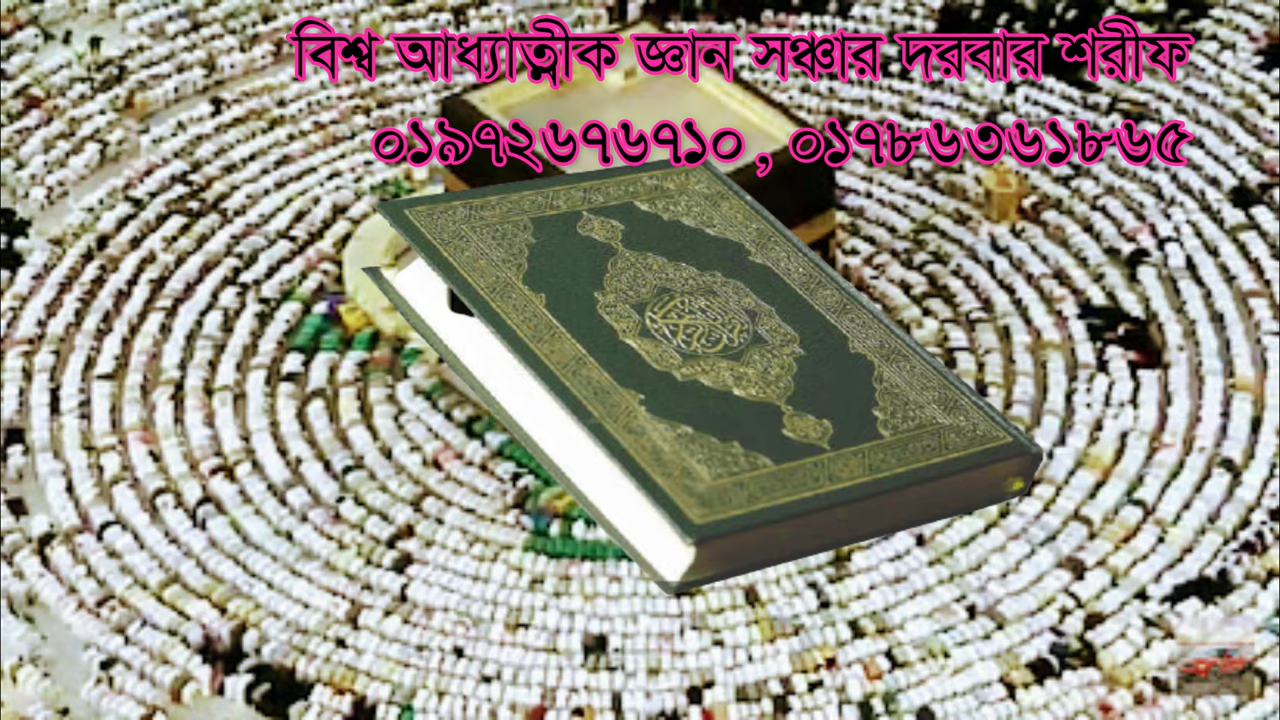 বিশ্ব আধ্যাত্নীক জ্ঞান সঞ্চার দরবার শরীফ
০১৯৭২৬৭৬৭১০ , ০১৭৮৬৩৬১৮৬৫